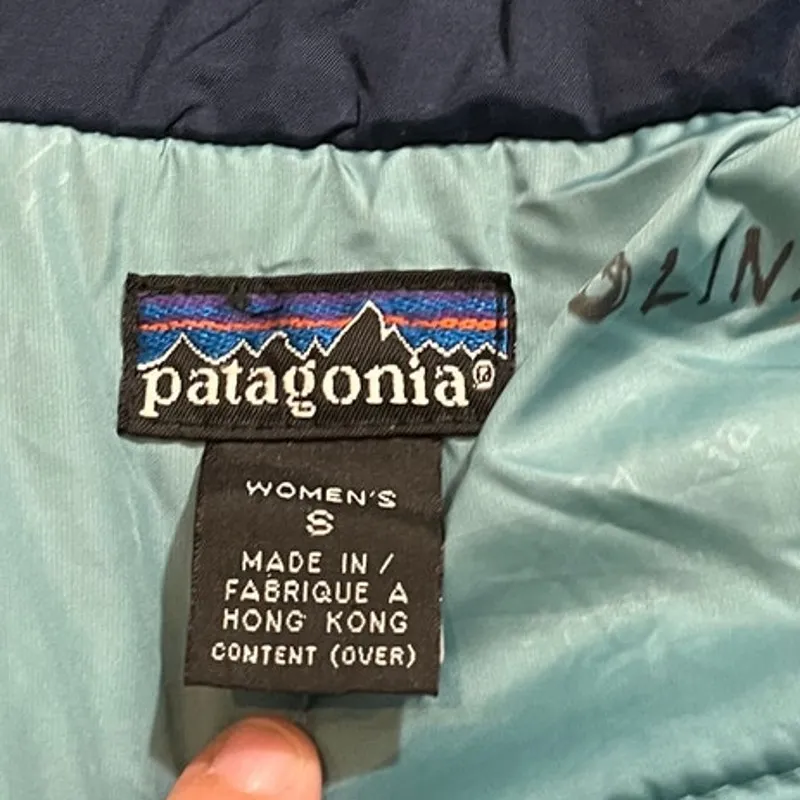 patagonia®
WOMEN'S
S
MADE IN /
FABRIQUE A
HONG KONG
CONTENT (OVER)